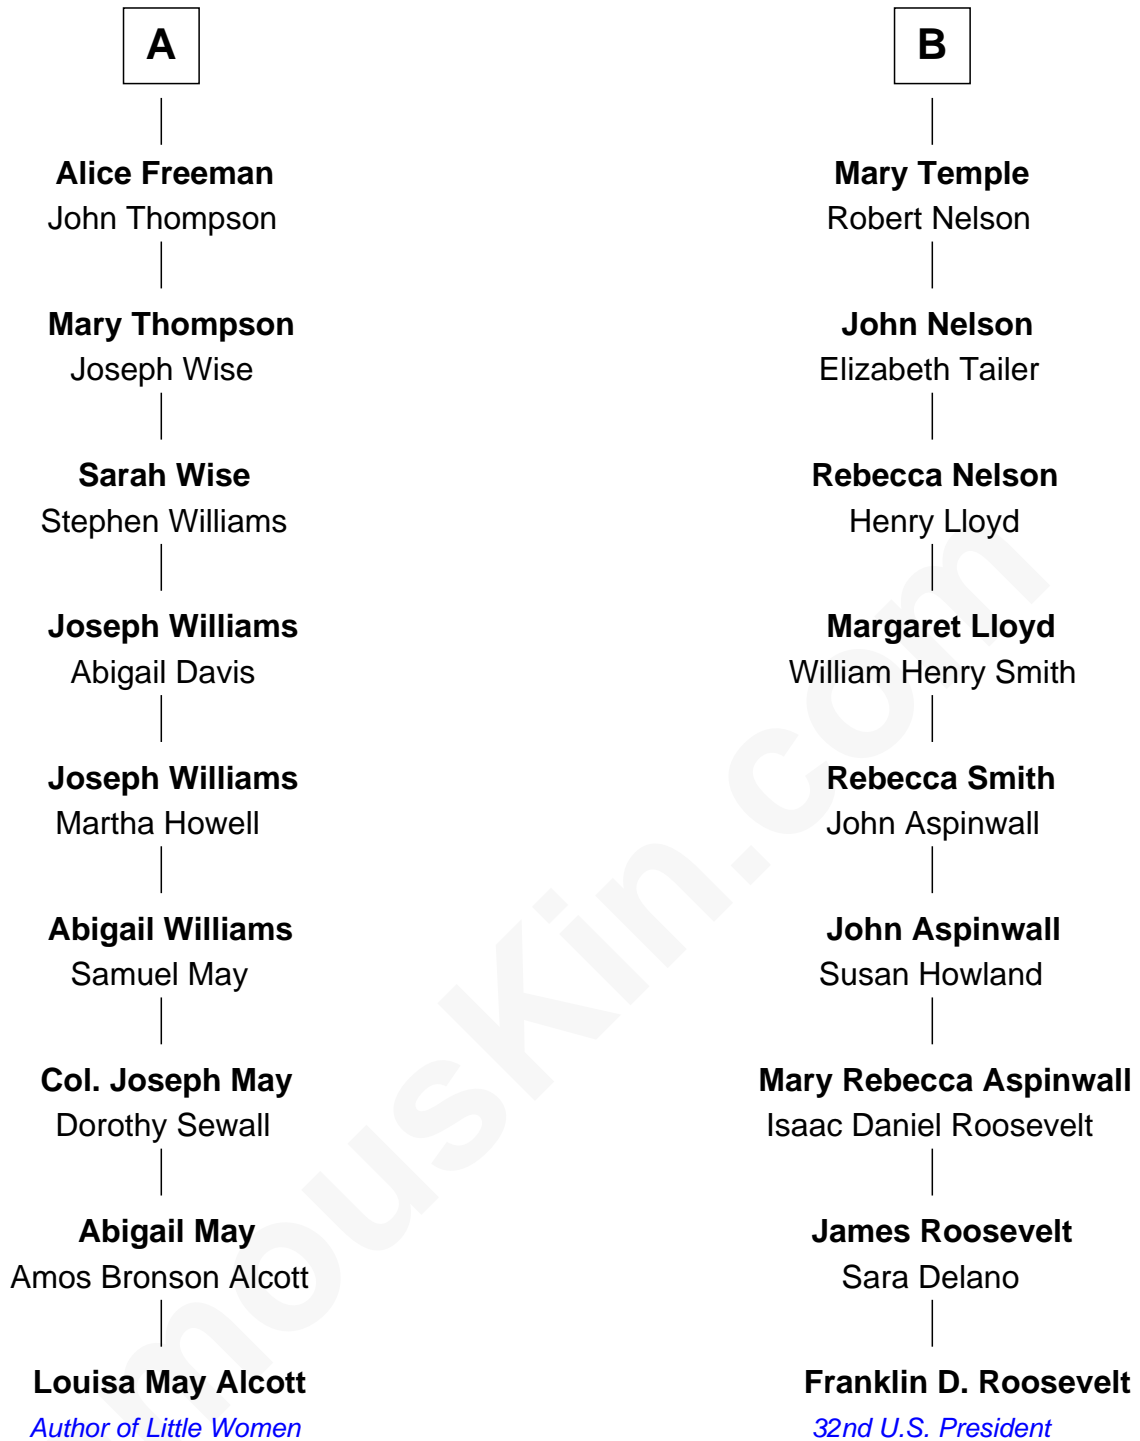 A
Alice Freeman
John Thompson
Mary Thompson
Joseph Wise
Sarah Wise
Stephen Williams
Joseph Williams
Abigail Davis
Joseph Williams
Martha Howell
Abigail Williams
Samuel May
Col. Joseph May
Dorothy Sewall
Abigail May
Amos Bronson Alcott
Louisa May Alcott
Author of Little Women
B
Mary Temple
Robert Nelson
John Nelson
Elizabeth Tailer
Rebecca Nelson
Henry Lloyd
Margaret Lloyd
William Henry Smith
Rebecca Smith
John Aspinwall
John Aspinwall
Susan Howland
Mary Rebecca Aspinwall
Isaac Daniel Roosevelt
James Roosevelt
Sara Delano
Franklin D. Roosevelt
32nd U.S. President
mouskin.com